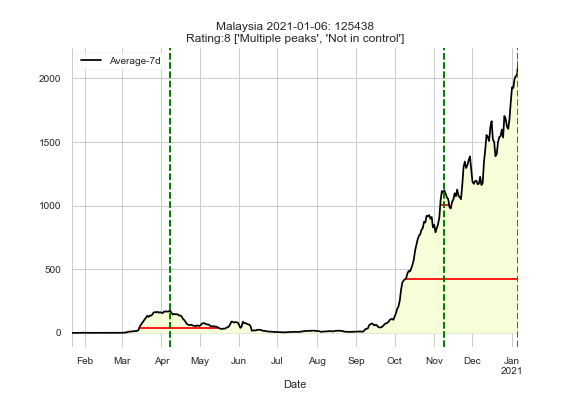 Malaysia 2021-01-06: 125438
Rating:8 ['Multiple peaks', 'Not in control']
Average-7d
2000
1500
1000
500
0
Feb Mar Apr May Jun Jul Aug Sep Oct Nov Dec Jan
2021
Date